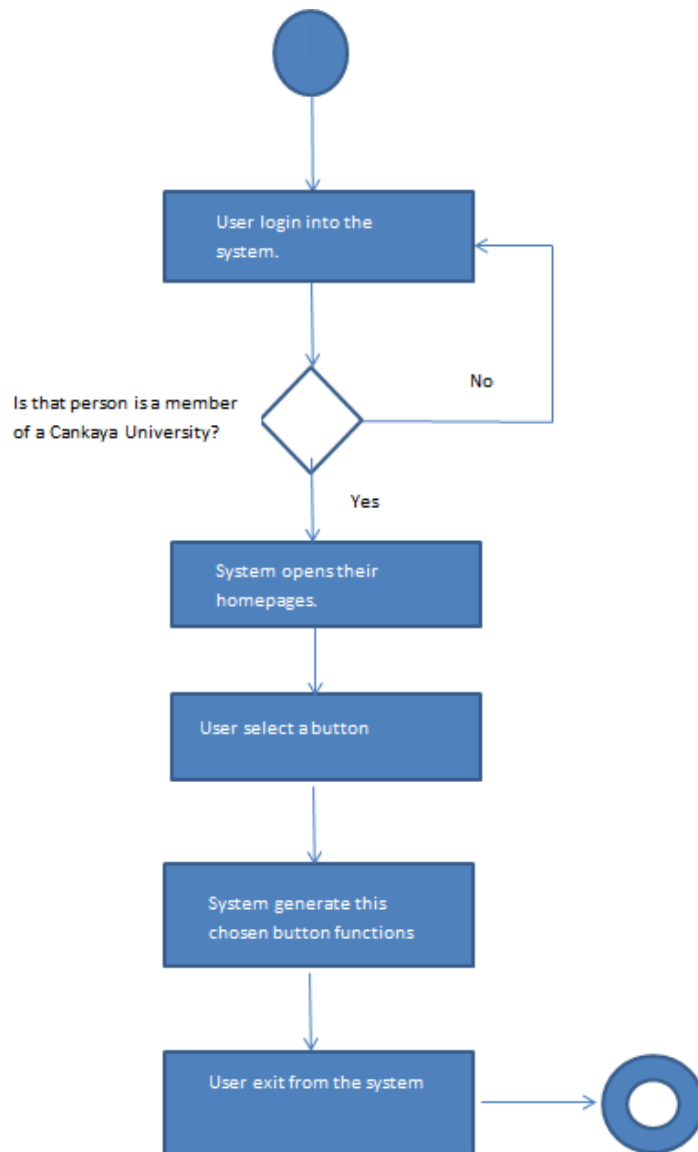 User login into the
system.
No
Is that person is a member
of a Cankaya University?
Yes
System opens their
homepages.
User select a button
System generate this
chosen button functions
User exit from the system